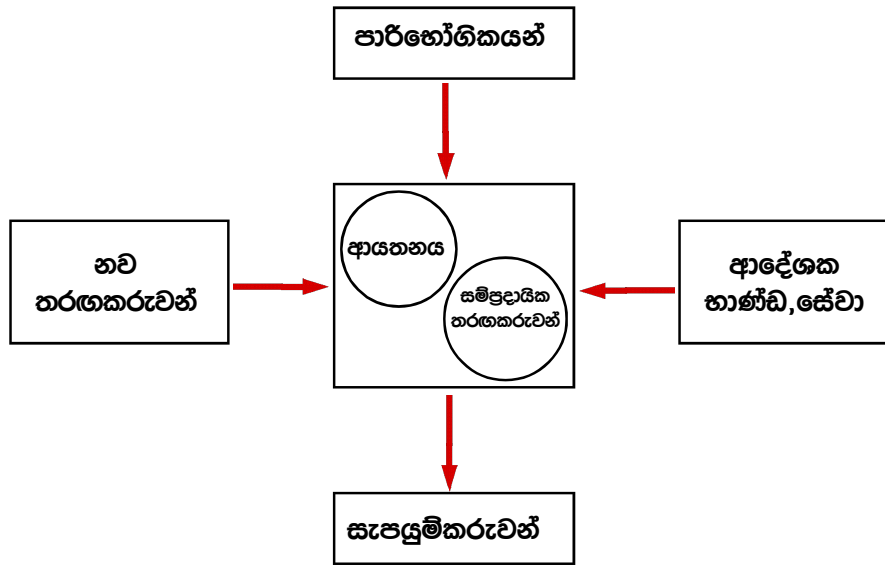 පාරිභෝගිකයන්
ආයතනය
නව
තරඟකරුවන්
ආදේශක
භාණ්ඩ,සේවා
සම්ප්‍රදායික
තරඟකරුවන්
සැපයුම්කරුවන්